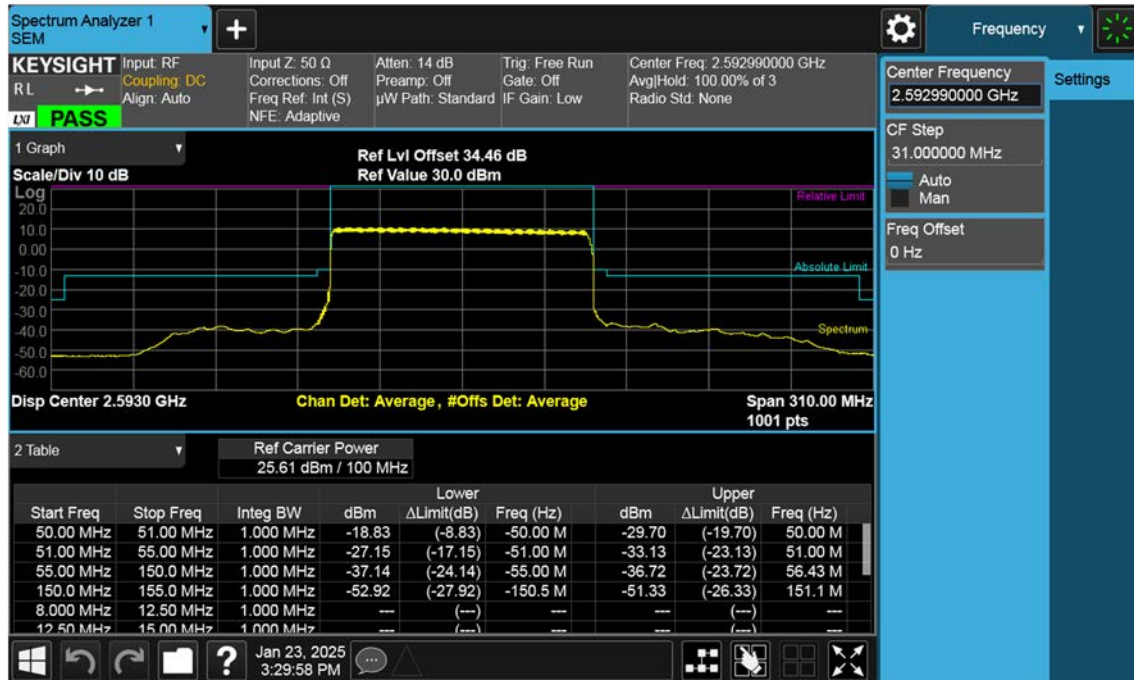 Spectrum Analyzer 1
SEM
Frequency
KEYSIGHT
R L
LXI PASS
Input: RF
Coupling: DC
Align: Auto
Input Z: 50 Ω
Corrections: Off
Freq Ref: Int (S)
NFE: Adaptive
Atten: 14 dB
Preamp: Off
µW Path: Standard
Trig: Free Run
Gate: Off
IF Gain: Low
Center Freq: 2.592990000 GHz
Avg|Hold: 100.00% of 3
Radio Std: None
Center Frequency
2.592990000 GHz
Settings
CF Step
31.000000 MHz
Auto
Man
Freq Offset
0 Hz
1 Graph
Ref Lvl Offset 34.46 dB
Scale/Div 10 dB
Ref Value 30.0 dBm
Log
Relative Limit
20.0
10.0
0.00
-10.0
Absolute Limit
-20.0
-30.0
-40.0
Spectrum
-50.0
-60.0
Disp Center 2.5930 GHz
Chan Det: Average, #Offs Det: Average
Span 310.00 MHz
1001 pts
2 Table
Ref Carrier Power
25.61 dBm / 100 MHz
Lower Upper
Start Freq Stop Freq Integ BW dBm ΔLimit(dB) Freq (Hz) dBm ΔLimit(dB) Freq (Hz)
50.00 MHz 51.00 MHz 1.000 MHz -18.83 (-8.83) -50.00 M -29.70 (-19.70) 50.00 M
51.00 MHz 55.00 MHz 1.000 MHz -27.15 (-17.15) -51.00 M -33.13 (-23.13) 51.00 M
55.00 MHz 150.0 MHz 1.000 MHz -37.14 (-24.14) -55.00 M -36.72 (-23.72) 56.43 M
150.0 MHz 155.0 MHz 1.000 MHz -52.92 (-27.92) -150.5 M -51.33 (-26.33) 151.1 M
8.000 MHz 12.50 MHz 1.000 MHz --- (---) --- --- (---) ---
12.50 MHz 15.00 MHz 1.000 MHz --- (---) --- --- (---) ---
Jan 23, 2025
3:29:58 PM